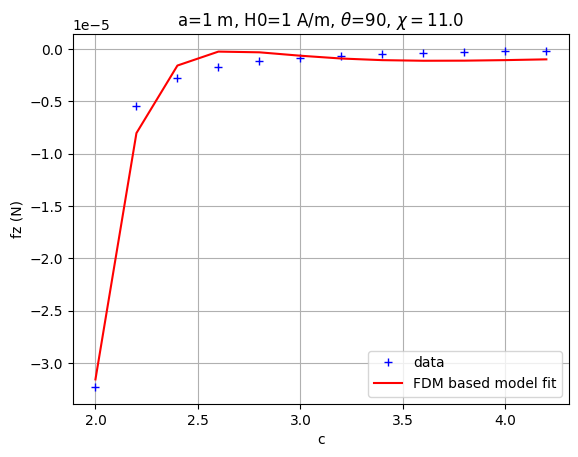 a=1 m, H0=1 A/m, θ=90, χ = 11.0
1e−5
0.0
−0.5
−1.0
−1.5
−2.0
−2.5
−3.0
fz (N)
data
FDM based model fit
2.0 2.5 3.0 3.5 4.0
c